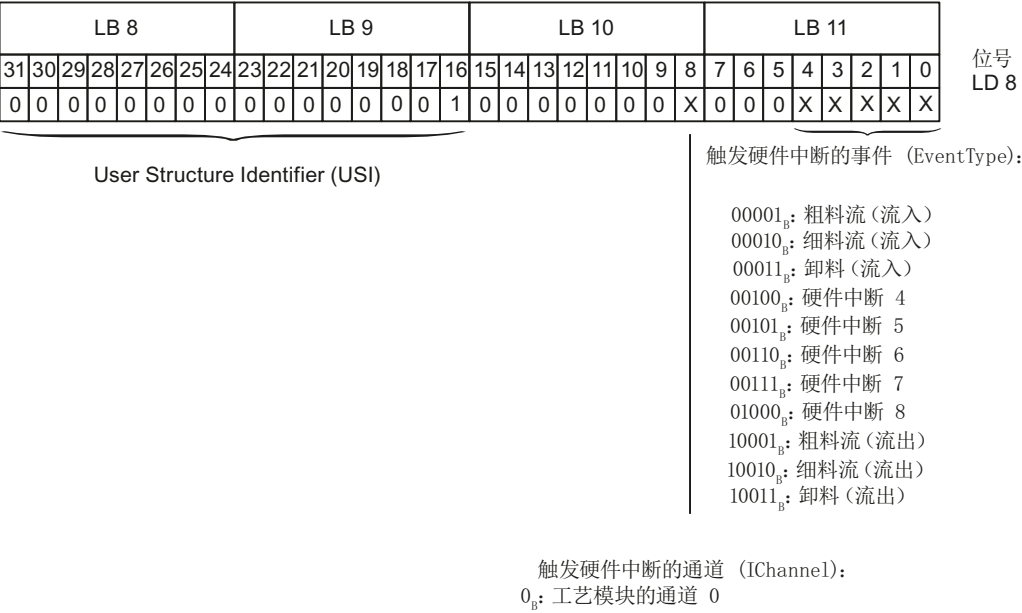 LB 8 LB 9 LB 10 LB 11
31 30 29 28 27 26 25 24 23 22 21 20 19 18 17 16 15 14 13 12 11 10 9 8 7 6 5 4 3 2 1 0 位号
0 0 0 0 0 0 0 0 0 0 0 0 0 0 0 1 0 0 0 0 0 0 0 X 0 0 0 X X X X X LD 8
User Structure Identifier (USI)
触发硬件中断的事件 (EventType):
00001B: 粗料流(流入)
00010B: 细料流(流入)
00011B: 卸料(流入)
00100B: 硬件中断 4
00101B: 硬件中断 5
00110B: 硬件中断 6
00111B: 硬件中断 7
01000B: 硬件中断 8
10001B: 粗料流(流出)
10010B: 细料流(流出)
10011B: 卸料(流出)
触发硬件中断的通道 (IChannel):
0B: 工艺模块的通道 0